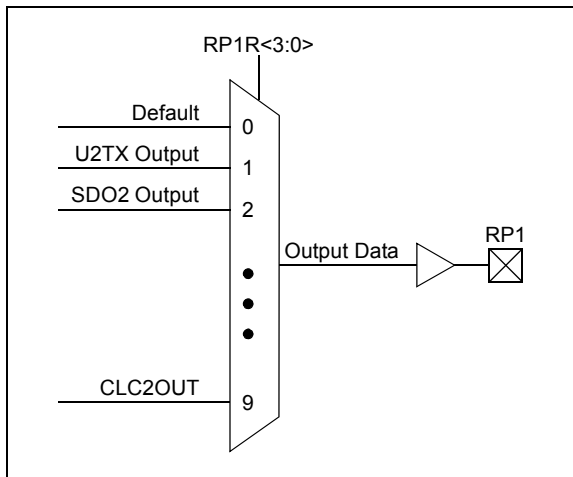 RP1R<3:0>
Default
0
U2TX Output
1
SDO2 Output
2
Output Data
RP1
CLC2OUT
9